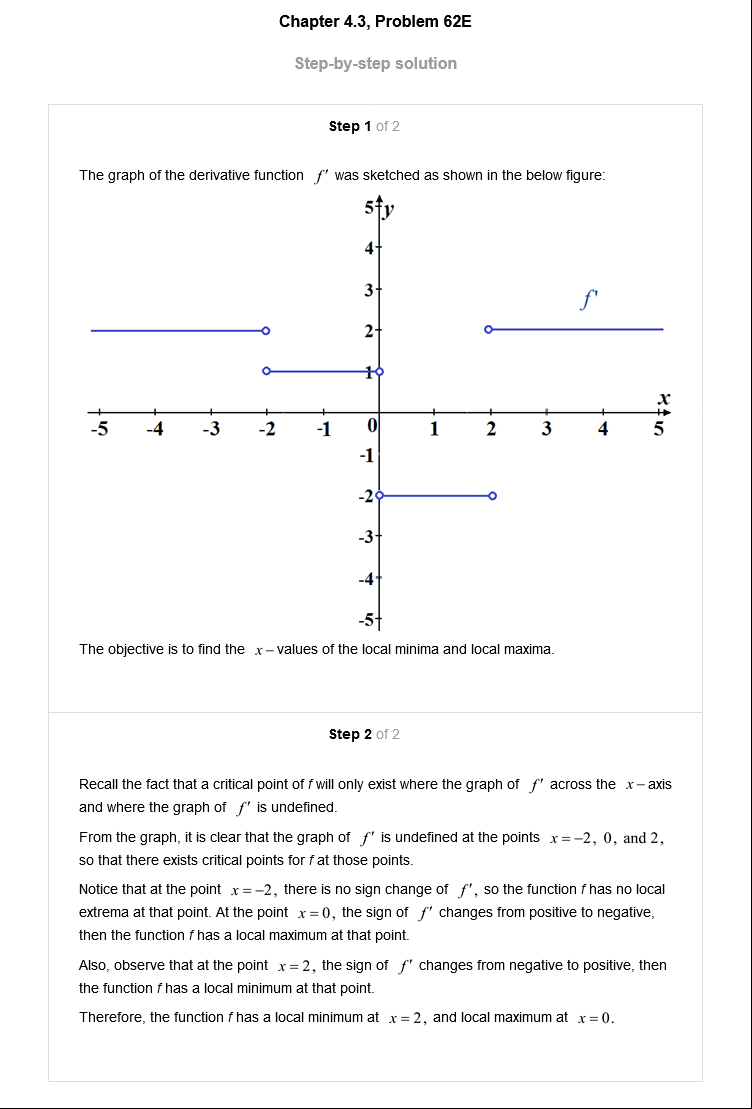 Chapter 4.3, Problem 62E
Step-by-step solution
Step 1 of 2
The graph of the derivative function f' was sketched as shown in the below figure:
5 y
4
3
f'
2
1
x
-5 -4 -3 -2 -1 0 1 2 3 4 5
-1
-2
-3
-4
-5
The objective is to find the x – values of the local minima and local maxima.
Step 2 of 2
Recall the fact that a critical point of f will only exist where the graph of f' across the x – axis
and where the graph of f' is undefined.
From the graph, it is clear that the graph of f' is undefined at the points x = −2, 0, and 2,
so that there exists critical points for f at those points.
Notice that at the point x = −2, there is no sign change of f', so the function f has no local
extrema at that point. At the point x = 0, the sign of f' changes from positive to negative,
then the function f has a local maximum at that point.
Also, observe that at the point x = 2, the sign of f' changes from negative to positive, then
the function f has a local minimum at that point.
Therefore, the function f has a local minimum at x = 2, and local maximum at x = 0.